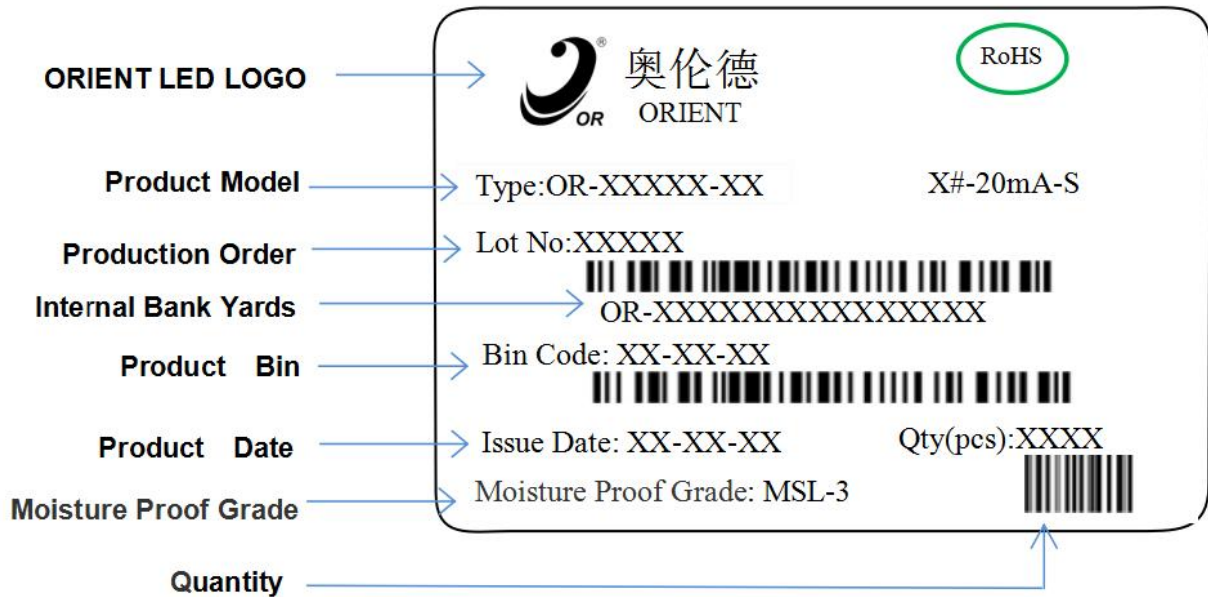 ORIENT LED LOGO
® 奥伦德
OR ORIENT
RoHS
Product Model
Type:OR-XXXXX-XX
X#-20mA-S
Production Order
Lot No:XXXXX
Internal Bank Yards
OR-XXXXXXXXXXXXXXX
Product Bin
Bin Code: XX-XX-XX
Product Date
Issue Date: XX-XX-XX
Qty(pcs):XXXX
Moisture Proof Grade
Moisture Proof Grade: MSL-3
Quantity